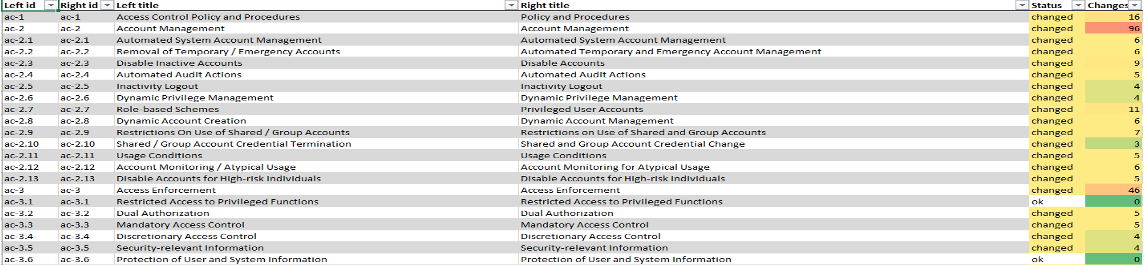 Left id Right id Left title Right title Status Changes
ac-1 ac-1 Access Control Policy and Procedures Policy and Procedures changed 16
ac-2 ac-2 Account Management Account Management changed 96
ac-2.1 ac-2.1 Automated System Account Management Automated System Account Management changed 6
ac-2.2 ac-2.2 Removal of Temporary / Emergency Accounts Automated Temporary and Emergency Account Management changed 6
ac-2.3 ac-2.3 Disable Inactive Accounts Disable Accounts changed 9
ac-2.4 ac-2.4 Automated Audit Actions Automated Audit Actions changed 5
ac-2.5 ac-2.5 Inactivity Logout Inactivity Logout changed 4
ac-2.6 ac-2.6 Dynamic Privilege Management Dynamic Privilege Management changed 4
ac-2.7 ac-2.7 Role-based Schemes Privileged User Accounts changed 11
ac-2.8 ac-2.8 Dynamic Account Creation Dynamic Account Management changed 6
ac-2.9 ac-2.9 Restrictions On Use of Shared / Group Accounts Restrictions on Use of Shared and Group Accounts changed 7
ac-2.10 ac-2.10 Shared / Group Account Credential Termination Shared and Group Account Credential Change changed 3
ac-2.11 ac-2.11 Usage Conditions Usage Conditions changed 5
ac-2.12 ac-2.12 Account Monitoring / Atypical Usage Account Monitoring for Atypical Usage changed 6
ac-2.13 ac-2.13 Disable Accounts for High-risk Individuals Disable Accounts for High-risk Individuals changed 5
ac-3 ac-3 Access Enforcement Access Enforcement changed 46
ac-3.1 ac-3.1 Restricted Access to Privileged Functions Restricted Access to Privileged Functions ok 0
ac-3.2 ac-3.2 Dual Authorization Dual Authorization changed 5
ac-3.3 ac-3.3 Mandatory Access Control Mandatory Access Control changed 5
ac-3.4 ac-3.4 Discretionary Access Control Discretionary Access Control changed 4
ac-3.5 ac-3.5 Security-relevant Information Security-relevant Information changed 4
ac-3.6 ac-3.6 Protection of User and System Information Protection of User and System Information ok 0